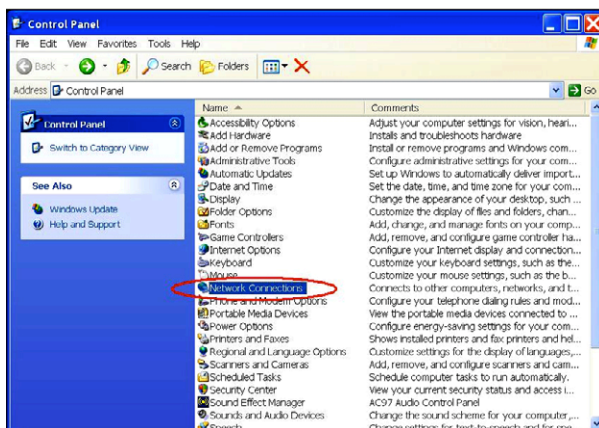 Control Panel
File Edit View Favorites Tools Help
Back Search Folders
Address Control Panel Go
Control Panel
Switch to Category View
See Also
Windows Update
Help and Support
Name Comments
Accessibility Options Adjust your computer settings for vision, heari...
Add Hardware Installs and troubleshoots hardware
Add or Remove Programs Install or remove programs and Windows com...
Administrative Tools Configure administrative settings for your com...
Automatic Updates Set up Windows to automatically deliver import...
Date and Time Set the date, time, and time zone for your com...
Display Change the appearance of your desktop, such ...
Folder Options Customize the display of files and folders, chan...
Fonts Add, change, and manage fonts on your comp...
Game Controllers Add, remove, and configure game controller ha...
Internet Options Configure your Internet display and connection...
Keyboard Customize your keyboard settings, such as the...
Mouse Customize your mouse settings, such as the b...
Network Connections Connects to other computers, networks, and t...
Phone and Modem Options Configure your telephone dialing rules and mod...
Portable Media Devices View the portable media devices connected to ...
Power Options Configure energy-saving settings for your com...
Printers and Faxes Shows installed printers and fax printers and hel...
Regional and Language Options Customize settings for the display of languages,...
Scanners and Cameras Add, remove, and configure scanners and cam...
Scheduled Tasks Schedule computer tasks to run automatically.
Security Center View your current security status and access i...
Sound Effect Manager AC97 Audio Control Panel
Sounds and Audio Devices Change the sound scheme for your computer,...
Speech Change settings for text-to-speech and for spe...